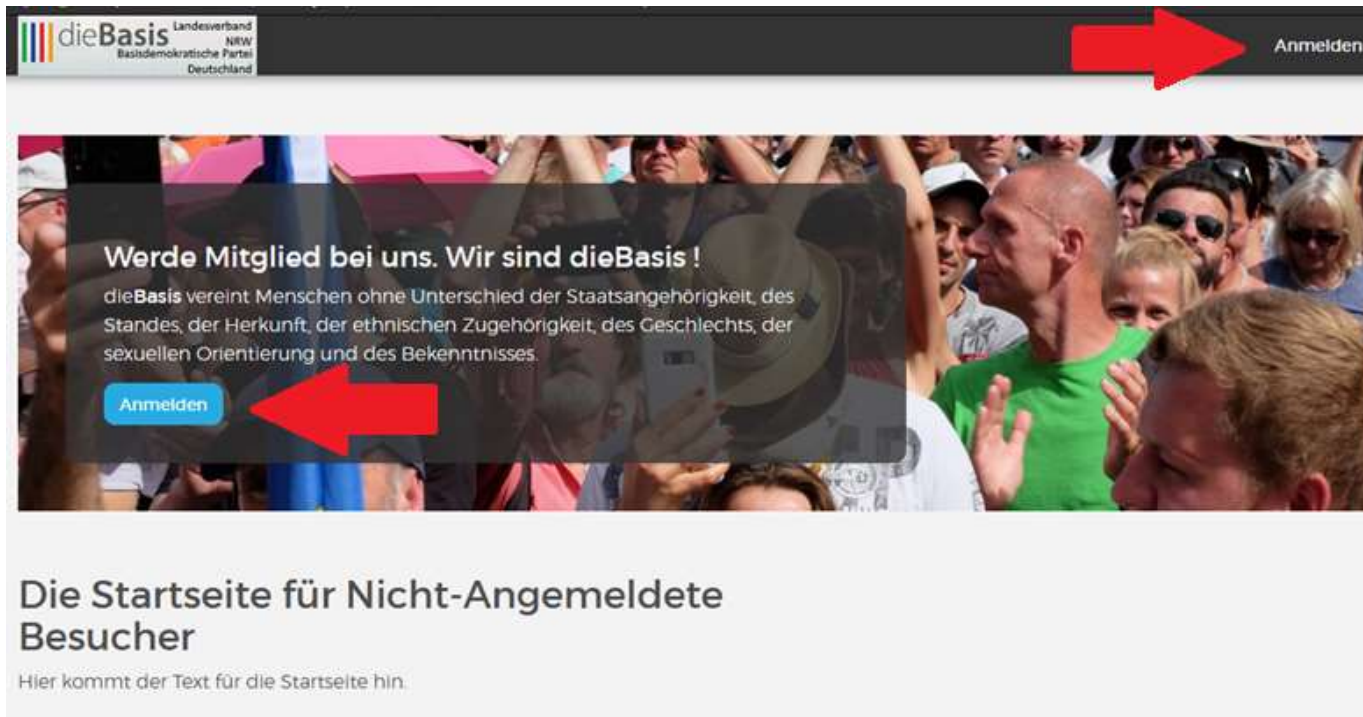 dieBasis Landesverband
NRW
Basisdemokratische Partei
Deutschland
Anmelden
Werde Mitglied bei uns. Wir sind dieBasis !
dieBasis vereint Menschen ohne Unterschied der Staatsangehörigkeit, des
Standes, der Herkunft, der ethnischen Zugehörigkeit, des Geschlechts, der
sexuellen Orientierung und des Bekenntnisses.
Anmelden
Die Startseite für Nicht-Angemeldete
Besucher
Hier kommt der Text für die Startseite hin.